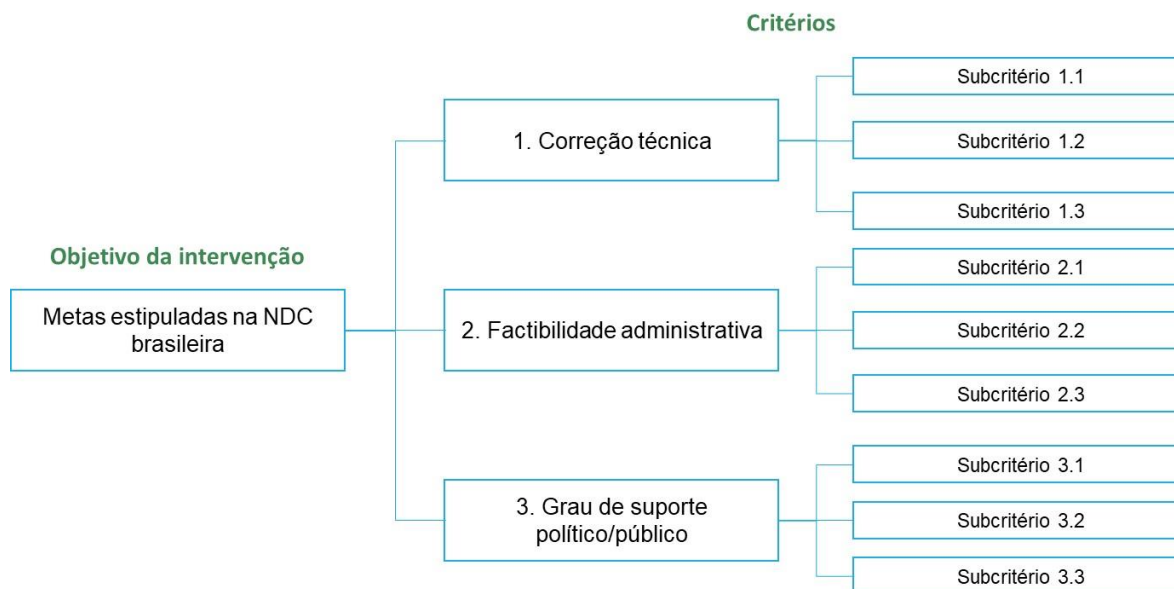 Critérios
Subcritério 1.1
1. Correção técnica
Subcritério 1.2
Subcritério 1.3
Objetivo da intervenção
Metas estipuladas na NDC
brasileira
Subcritério 2.1
2. Factibilidade administrativa
Subcritério 2.2
Subcritério 2.3
3. Grau de suporte
político/público
Subcritério 3.1
Subcritério 3.2
Subcritério 3.3